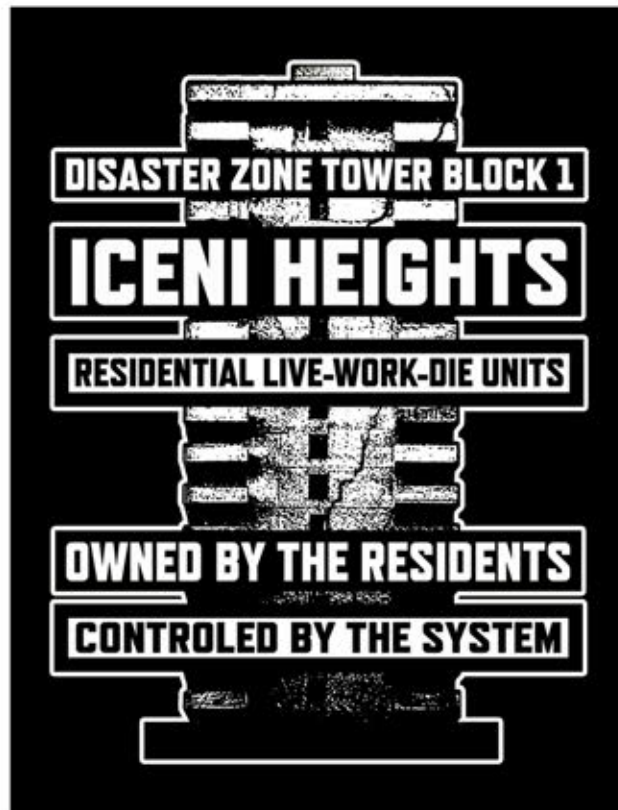 DISASTER ZONE TOWER BLOCK 1
ICENI HEIGHTS
RESIDENTIAL LIVE-WORK-DIE UNITS
OWNED BY THE RESIDENTS
CONTROLED BY THE SYSTEM